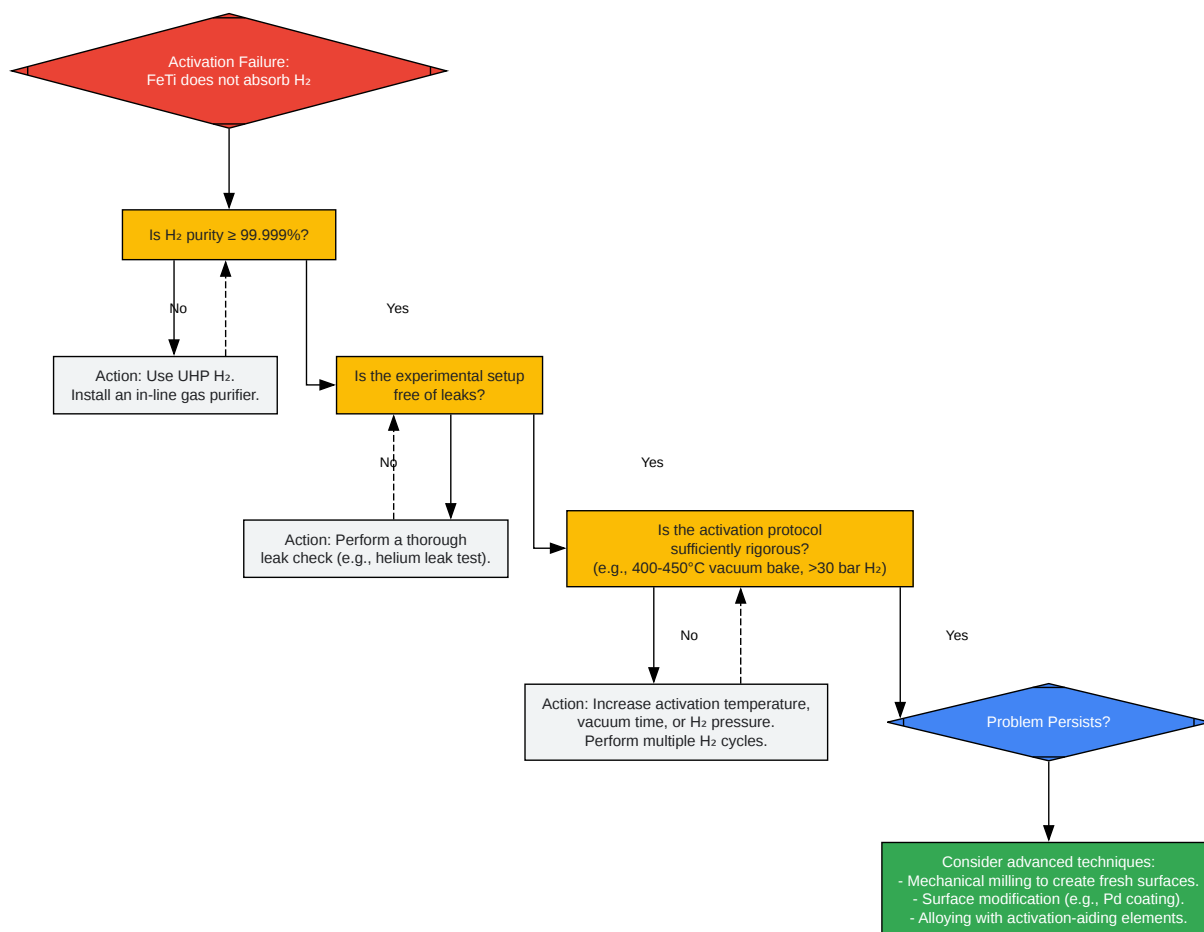 Activation Failure:
FeTi does not absorb H₂
Is H₂ purity ≥ 99.999%?
No
Yes
Action: Use UHP H₂.
Install an in-line gas purifier.
Is the experimental setup
free of leaks?
No
Yes
Action: Perform a thorough
leak check (e.g., helium leak test).
Is the activation protocol
sufficiently rigorous?
(e.g., 400-450°C vacuum bake, >30 bar H₂)
No
Yes
Action: Increase activation temperature,
vacuum time, or H₂ pressure.
Perform multiple H₂ cycles.
Problem Persists?
Consider advanced techniques:
- Mechanical milling to create fresh surfaces.
- Surface modification (e.g., Pd coating).
- Alloying with activation-aiding elements.